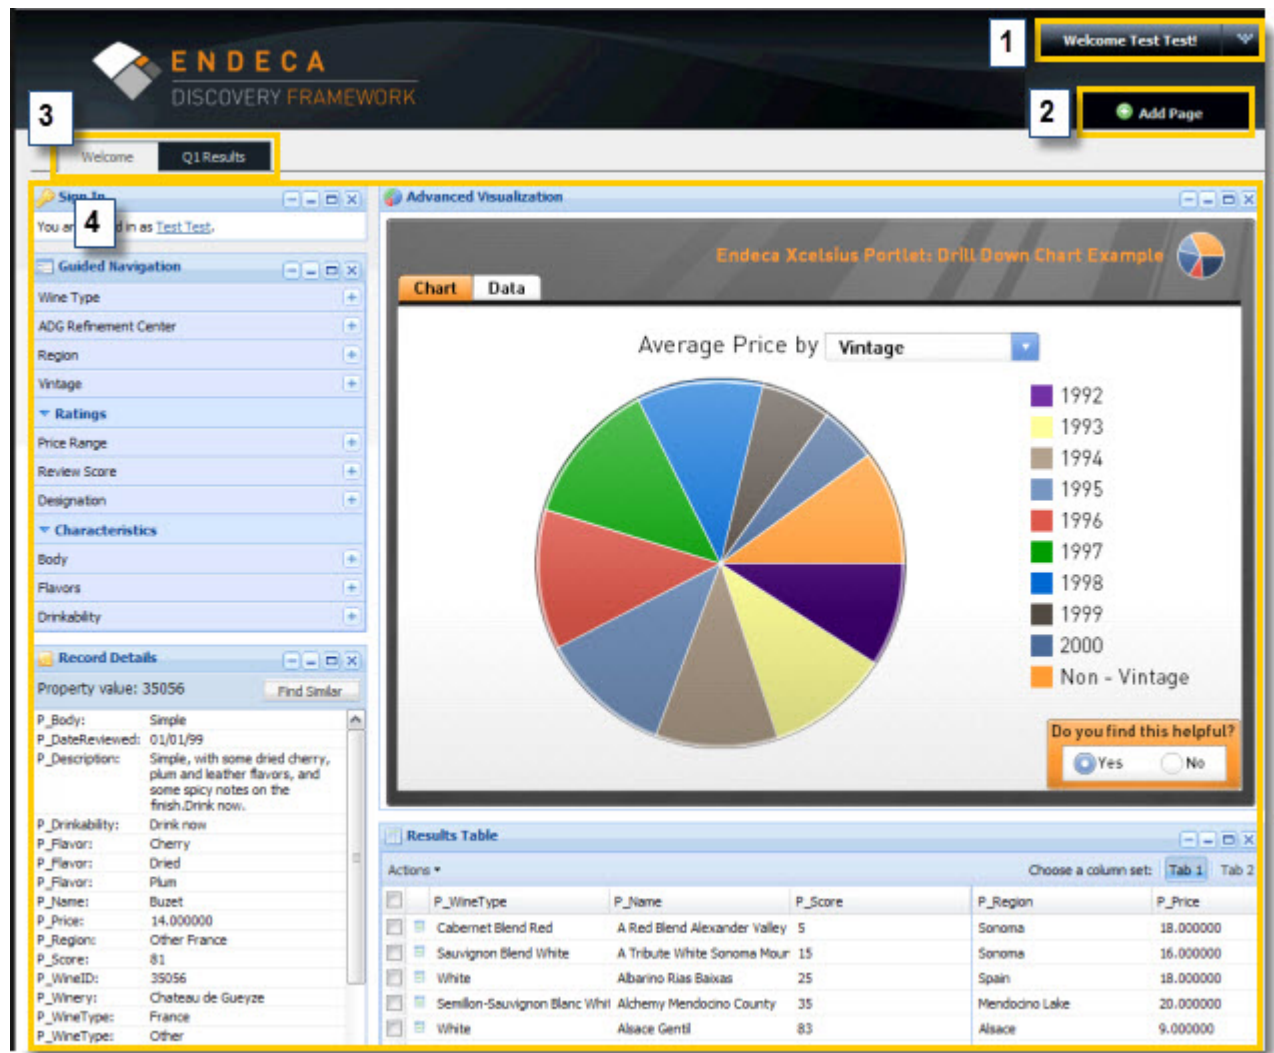 1
Welcome Test Test!
ENDECA
DISCOVERY FRAMEWORK
2
Add Page
3
Welcome
Q1 Results
Sign In
4
You are in as Test Test.
Guided Navigation
Wine Type
ADG Refinement Center
Region
Vintage
Ratings
Price Range
Review Score
Designation
Characteristics
Body
Flavors
Drinkability
Record Details
Property value: 35056
Find Similar
P_Body: Simple
P_DateReviewed: 01/01/99
P_Description: Simple, with some dried cherry,
plum and leather flavors, and
some spicy notes on the
finish.Drink now.
P_Drinkability: Drink now
P_Flavor: Cherry
P_Flavor: Dried
P_Flavor: Plum
P_Name: Buzet
P_Price: 14.000000
P_Region: Other France
P_Score: 81
P_WineID: 35056
P_Winery: Chateau de Gueyze
P_WineType: France
P_WineType: Other
Advanced Visualization
Endeca Xcelsius Portlet: Drill Down Chart Example
Chart
Data
Average Price by Vintage
1992
1993
1994
1995
1996
1997
1998
1999
2000
Non - Vintage
Do you find this helpful?
Yes No
Results Table
Actions
Choose a column set: Tab 1 Tab 2
P_WineType P_Name P_Score P_Region P_Price
Cabernet Blend Red A Red Blend Alexander Valley 5 Sonoma 18.000000
Sauvignon Blend White A Tribute White Sonoma Mour 15 Sonoma 16.000000
White Albarino Rias Baixas 25 Spain 18.000000
Semillon-Sauvignon Blanc Whit Alchemy Mendocino County 35 Mendocino Lake 20.000000
White Alsace Gentil 83 Alsace 9.000000